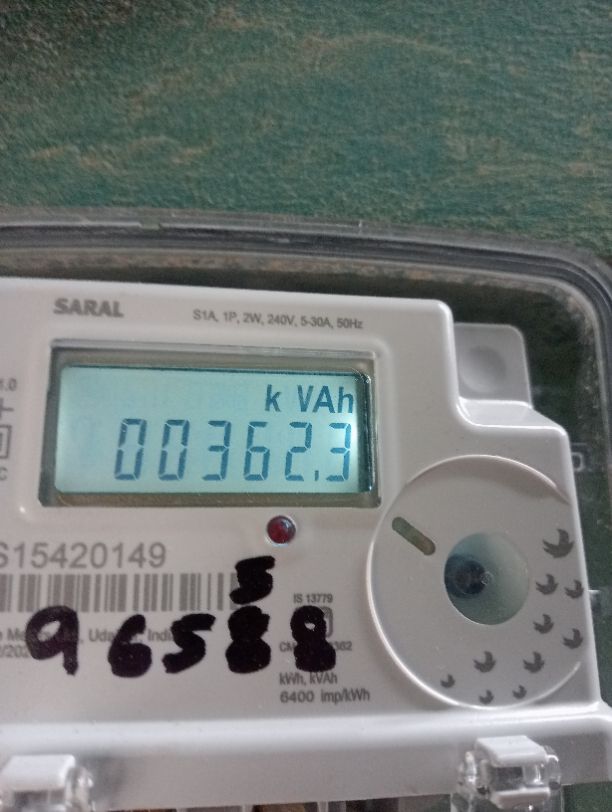 SARAL
S1A, 1P, 2W, 240V, 5-30A, 50Hz
k VAh
00362.3
S15420149
5
IS 13779
96588
kWh, kVAh
6400 imp/kWh